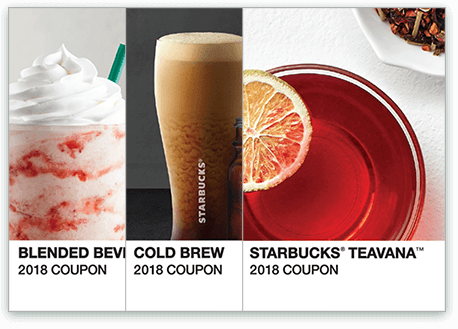 STARBUCKS®
BLENDED BEV
2018 COUPON
COLD BREW
2018 COUPON
STARBUCKS® TEAVANA™
2018 COUPON